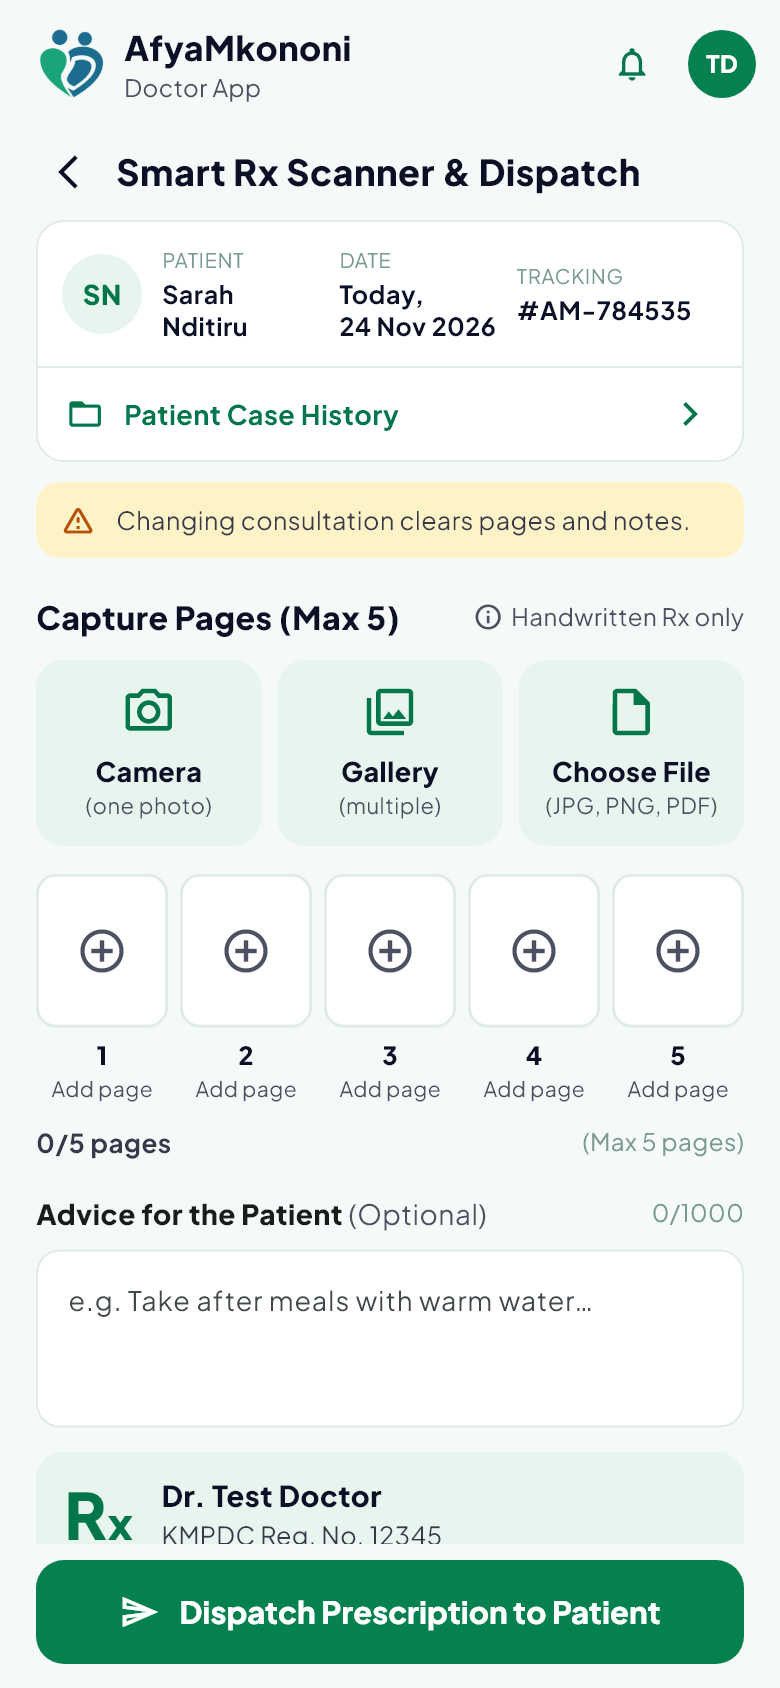 AfyaMkononi
Doctor App
TD
Smart Rx Scanner & Dispatch
SN
PATIENT
Sarah
Nditiru
DATE
Today,
24 Nov 2026
TRACKING
#AM-784535
Patient Case History
Changing consultation clears pages and notes.
Capture Pages (Max 5)
Handwritten Rx only
Camera
(one photo)
Gallery
(multiple)
Choose File
(JPG, PNG, PDF)
1
Add page
2
Add page
3
Add page
4
Add page
5
Add page
0/5 pages
(Max 5 pages)
Advice for the Patient (Optional)
0/1000
e.g. Take after meals with warm water...
Rx
Dr. Test Doctor
KMPDC Reg. No. 12345
Dispatch Prescription to Patient